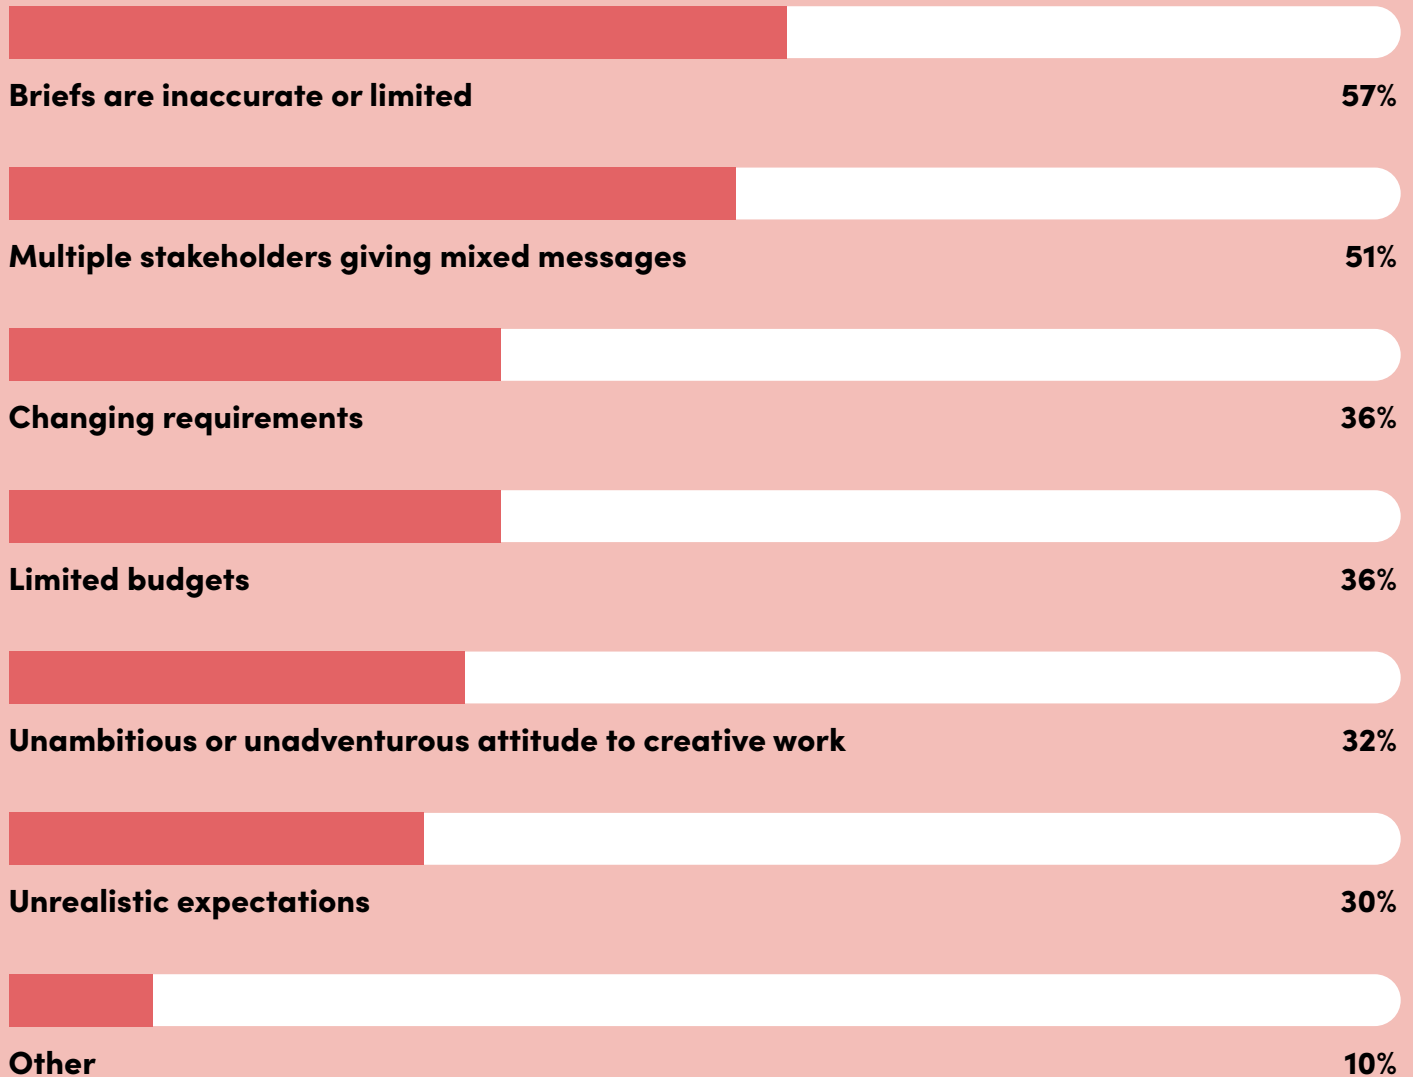 Briefs are inaccurate or limited 57%
Multiple stakeholders giving mixed messages 51%
Changing requirements 36%
Limited budgets 36%
Unambitious or unadventurous attitude to creative work 32%
Unrealistic expectations 30%
Other 10%